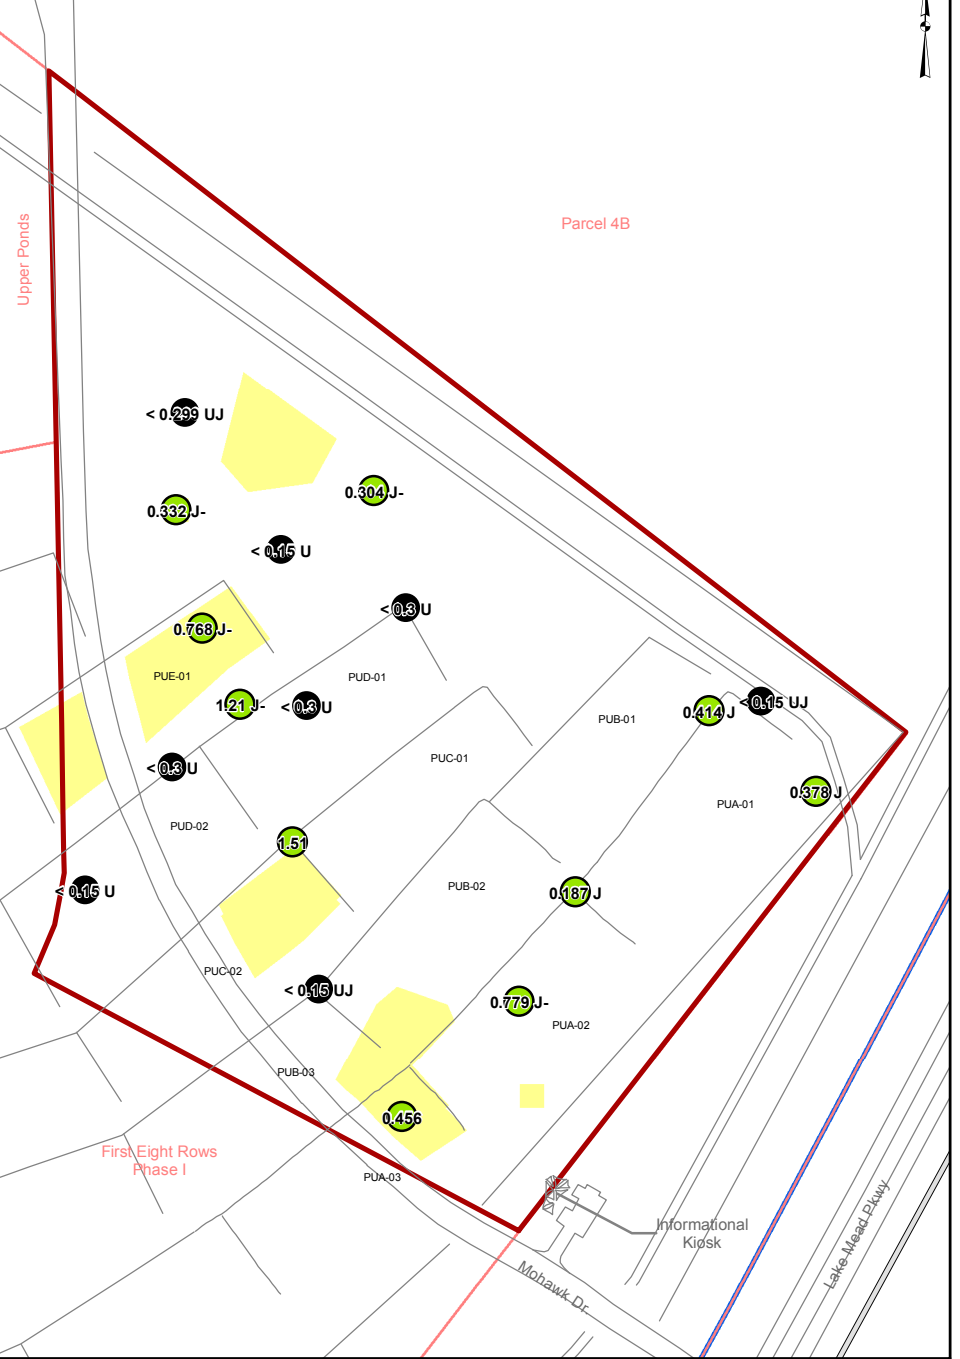 Parcel 4B
Upper Ponds
< 0.299 UJ
0.304 J-
0.332 J-
< 0.15 U
< 0.3 U
0.768 J-
PUE-01
PUD-01
1.21 J-
< 0.3 U
< 0.15 UJ
0.414 J
PUB-01
PUC-01
< 0.3 U
0.378 J
PUA-01
PUD-02
1.51
< 0.15 U
PUB-02
0.187 J
PUC-02
< 0.15 UJ
0.779 J-
PUA-02
PUB-03
0.456
First Eight Rows
Phase I
PUA-03
Informational
Kiosk
Lake Mead Pkwy
Mohawk Dr